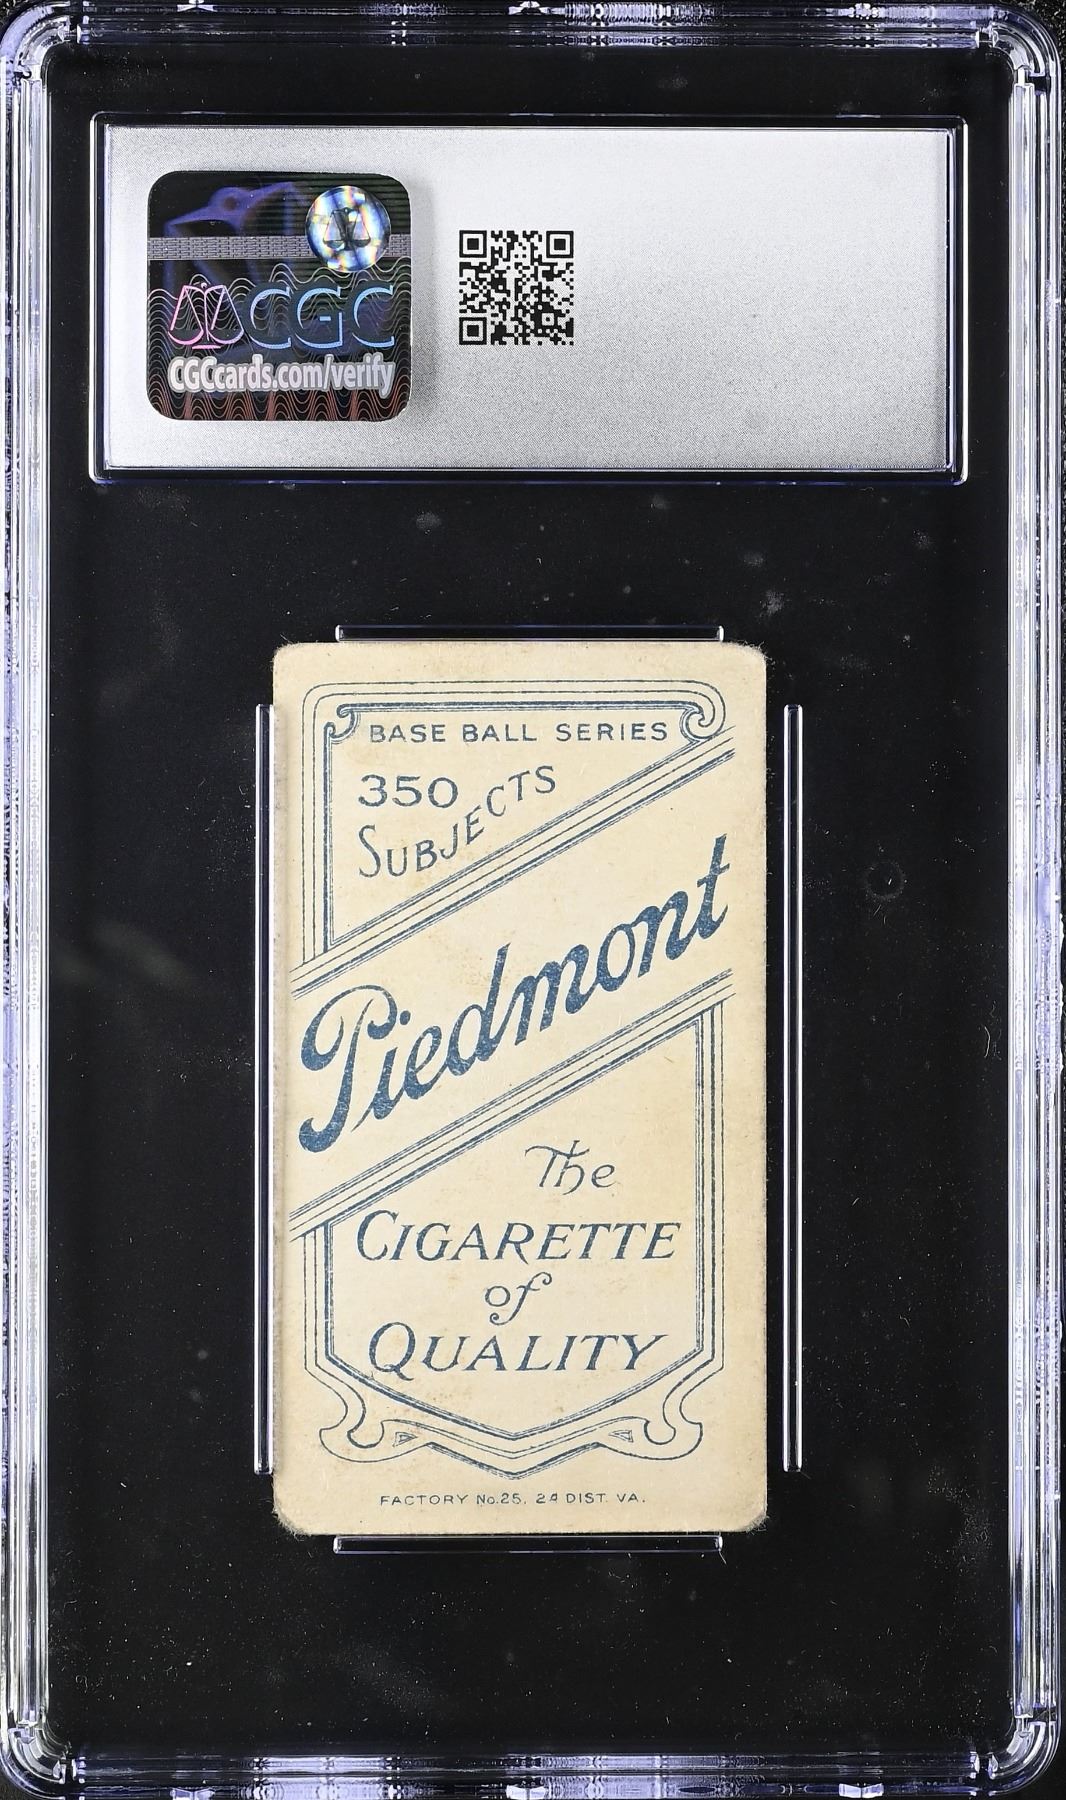 CGC
CGCcards.com/verify
BASE BALL SERIES
350
SUBJECTS
Piedmont
The
CIGARETTE
of
QUALITY
FACTORY No.25, 2d DIST. VA.